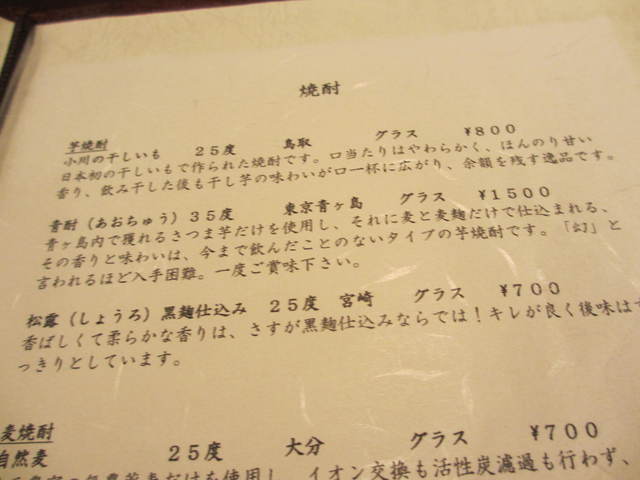 焼酎
芋焼酎
小川の干しいも ２５度 鳥取 グラス ￥８００
日本初の干しいもで作られた焼酎です。口当たりはやわらかく、ほんのり甘い
香り、飲み干した後も干し芋の味わいが口一杯に広がり、余韻を残す逸品です。
青酎（あおちゅう）３５度 東京青ヶ島 グラス ￥１５００
青ヶ島内で獲れるさつま芋だけを使用し、それに麦と麦麹だけで仕込まれる、
その香りと味わいは、今まで飲んだことのないタイプの芋焼酎です。「幻」と
言われるほど入手困難。一度ご賞味下さい。
松露（しょうろ）黒麹仕込み ２５度 宮崎 グラス ￥７００
香ばしくて柔らかな香りは、さすが黒麹仕込みならでは！キレが良く後味はす
っきりとしています。
麦焼酎
自然麦 ２５度 大分 グラス ￥７００
だけを使用し、イオン交換も活性炭濾過も行わず、